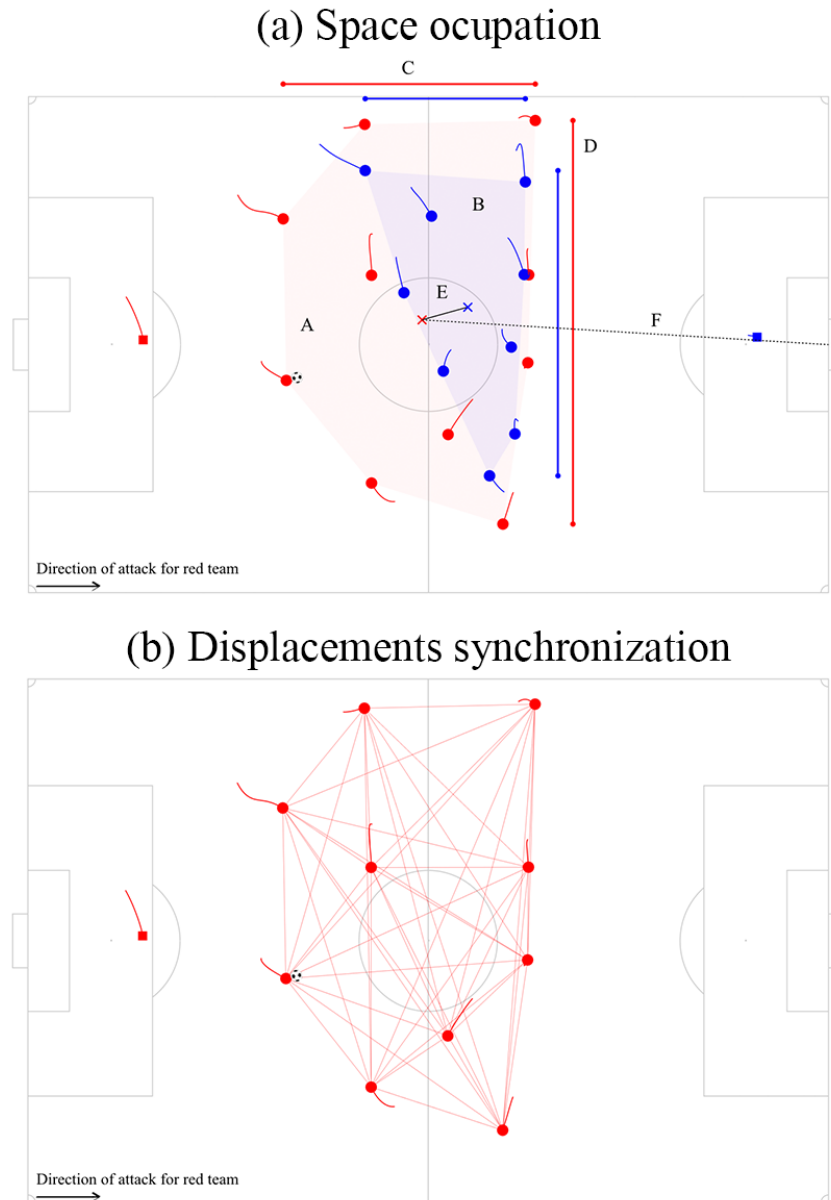 (a) Space ocupation
C
D
B
E
A
F
Direction of attack for red team
(b) Displacements synchronization
Direction of attack for red team